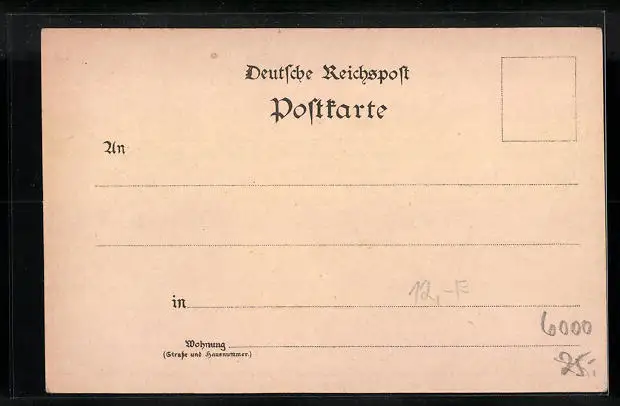 Deutsche Reichspost
Postkarte
An
in
12,-F
Wohnung
(Straße und Hausnummer.)
6000
25.-